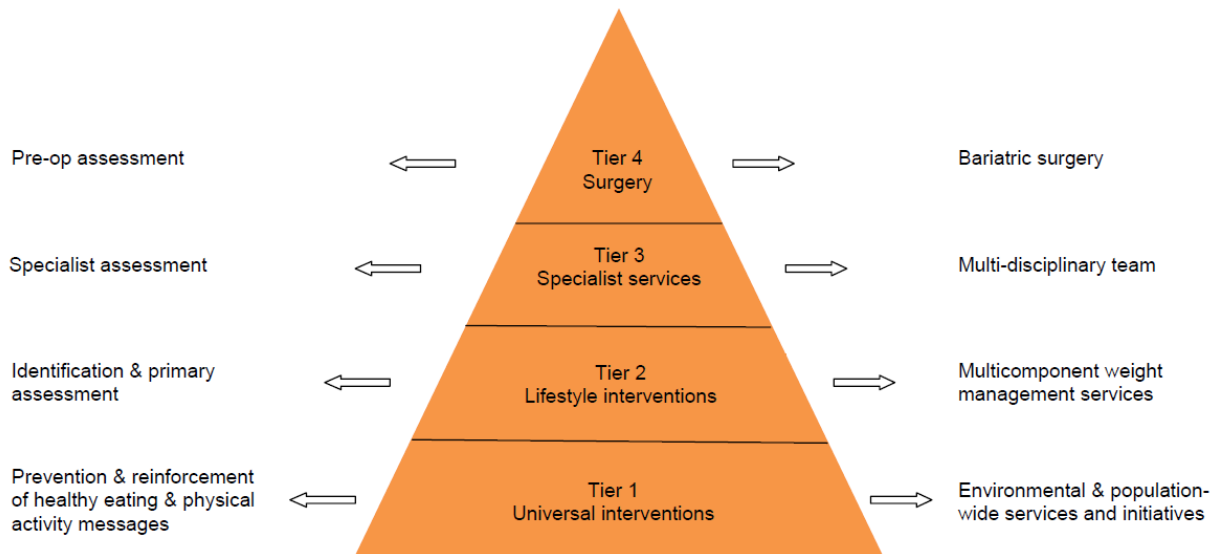 Pre-op assessment
Tier 4
Surgery
Bariatric surgery
Specialist assessment
Tier 3
Specialist services
Multi-disciplinary team
Identification & primary
assessment
Tier 2
Lifestyle interventions
Multicomponent weight
management services
Prevention & reinforcement
of healthy eating & physical
activity messages
Tier 1
Universal interventions
Environmental & population-
wide services and initiatives